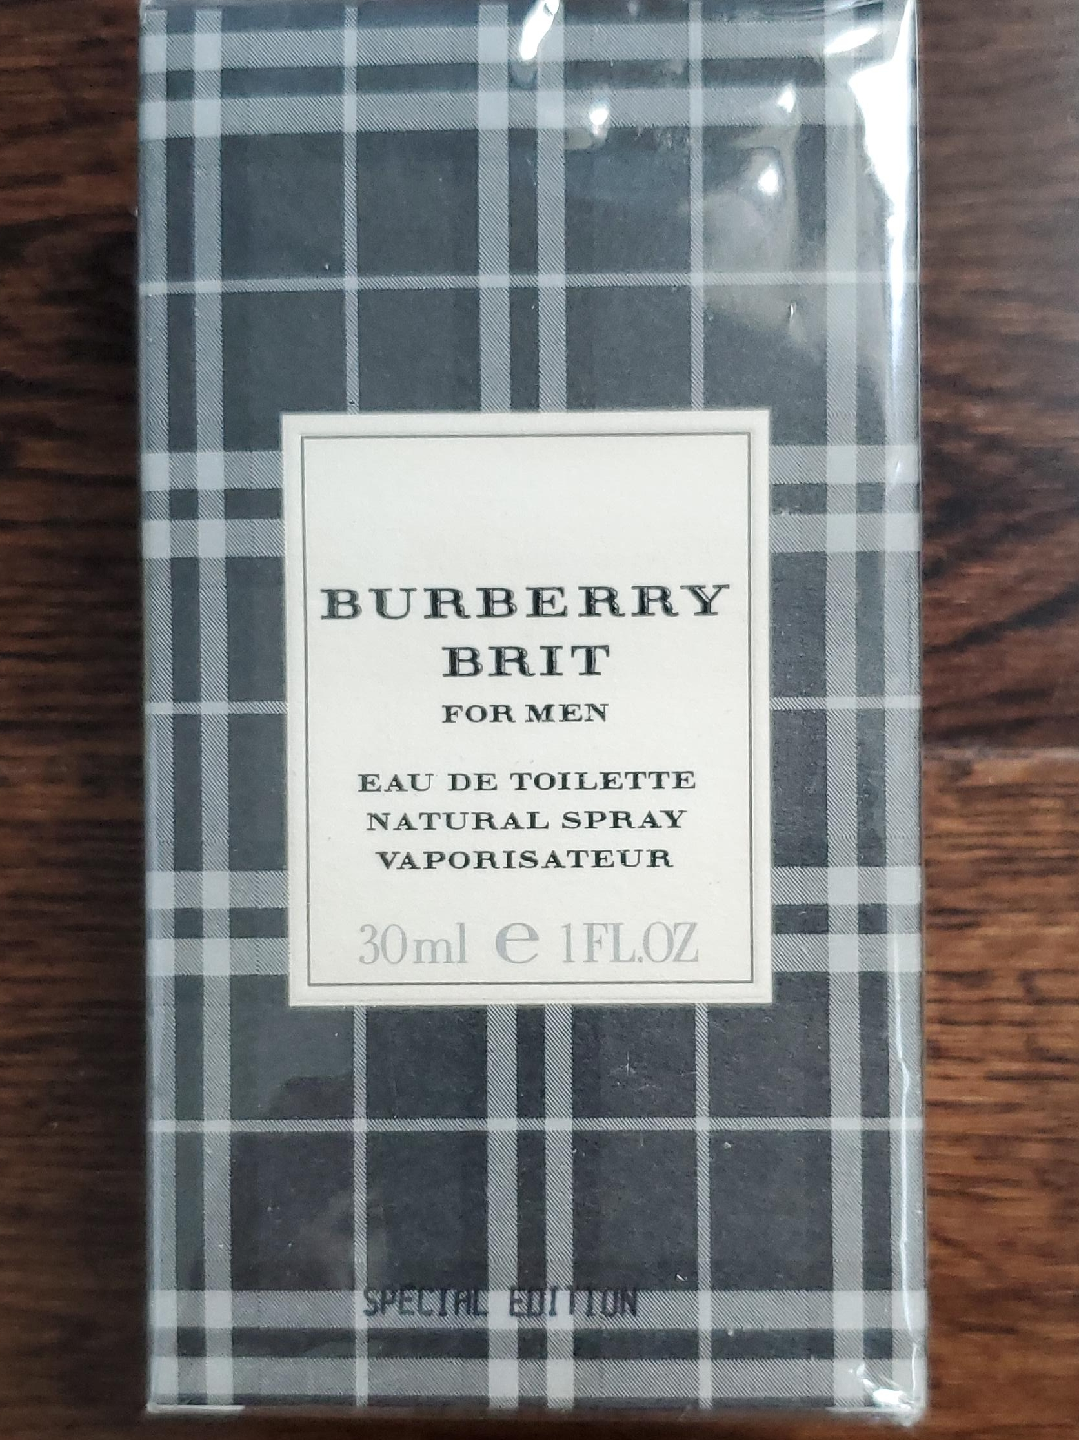 BURBERRY
BRIT
FOR MEN
EAU DE TOILETTE
NATURAL SPRAY
VAPORISATEUR
30ml e 1FL.OZ
SPECIAL EDITION